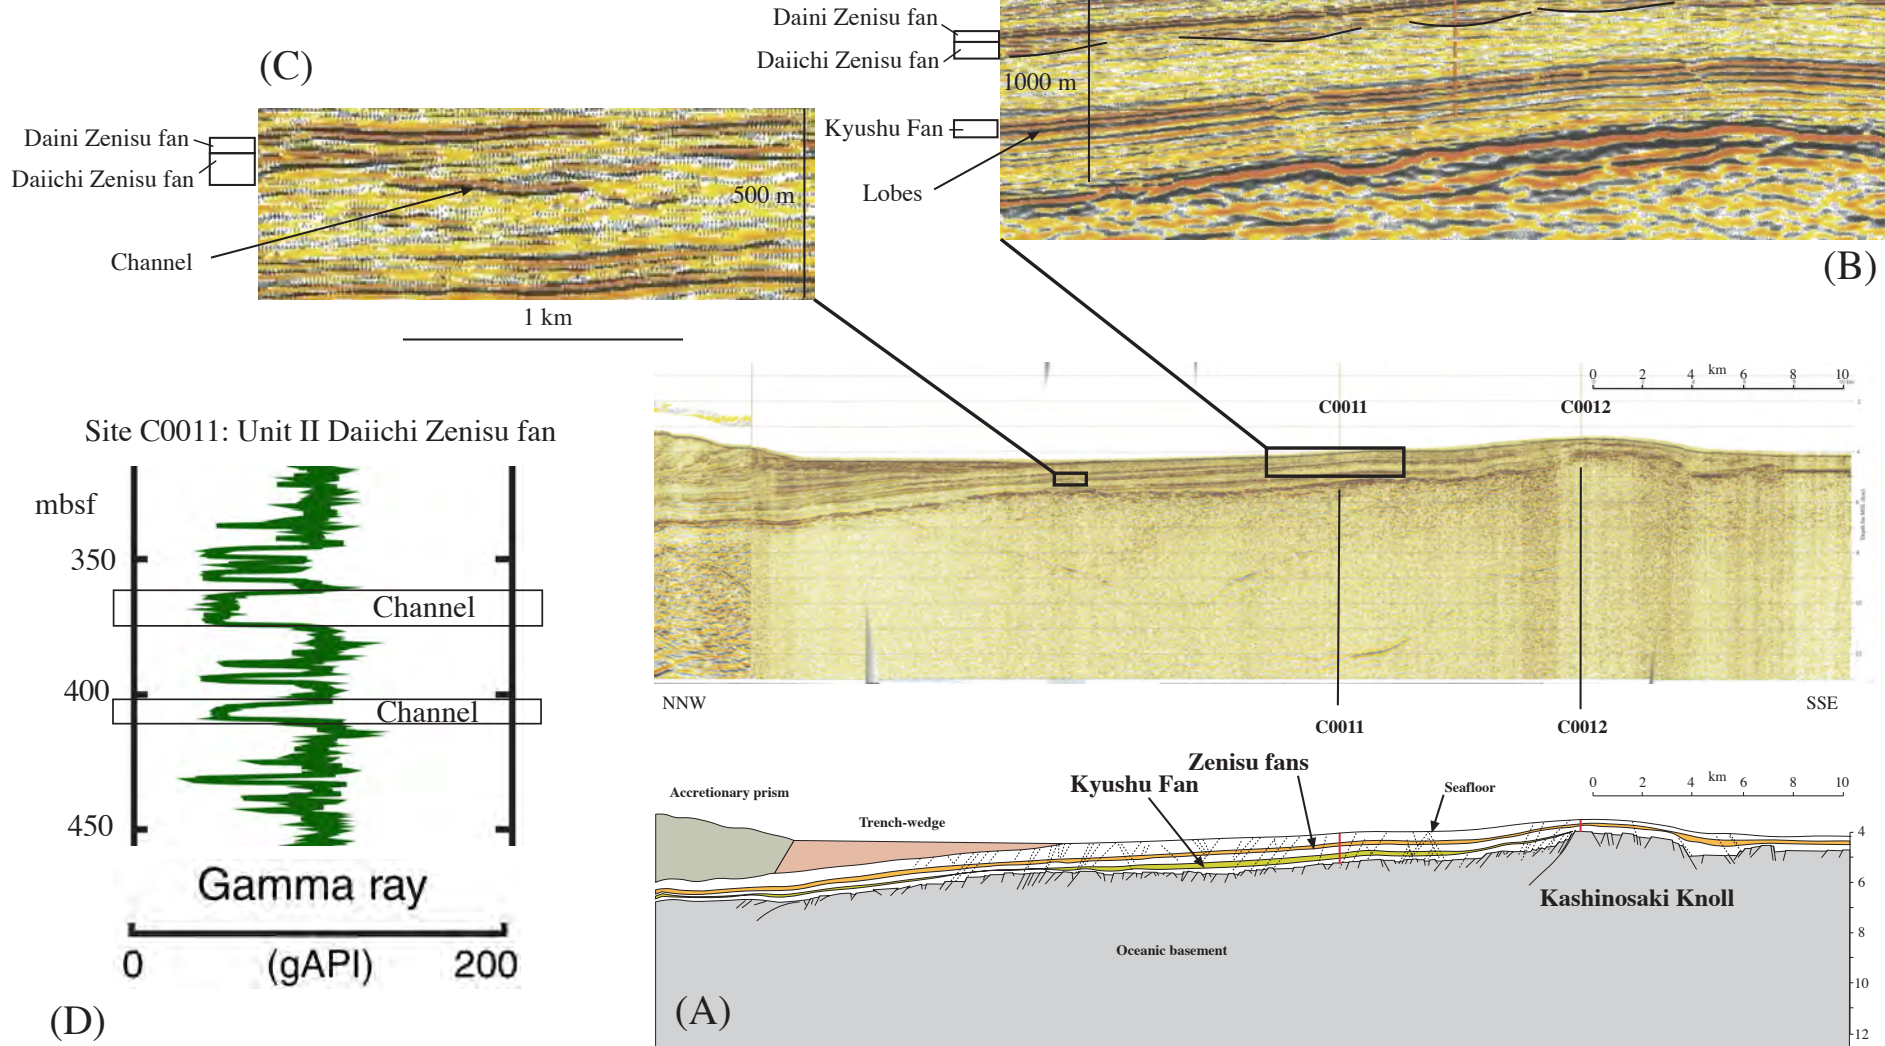 Daini Zenisu fan
Daiichi Zenisu fan
1000 m
Kyushu Fan
Lobes
(B)
(C)
Daini Zenisu fan
Daiichi Zenisu fan
500 m
Channel
1 km
0 2 4 km 6 8 10
C0011
C0012
NNW
SSE
C0011
C0012
Site C0011: Unit II Daiichi Zenisu fan
mbsf
350
Channel
400
Channel
450
Gamma ray
0 (gAPI) 200
(D)
Zenisu fans
Kyushu Fan
Accretionary prism
Trench-wedge
Seafloor
0 2 4 km 6 8 10
4
6
8
10
12
Kashinosaki Knoll
Oceanic basement
(A)